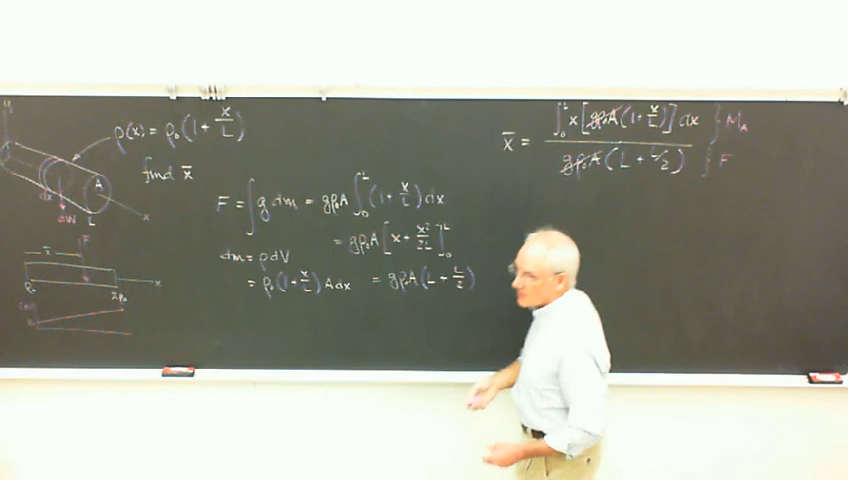 ρ(x) = ρ₀(1 + x/L)
find x̄
A
dx
dW
L
x
F = ∫ g dm = gρ₀A ∫₀ᴸ (1 + x/L) dx
= gρ₀A [x + x²/2L]₀ᴸ
dm = ρdV
= ρ₀(1 + x/L) A dx = gρ₀A(L + L/2)
F
x̄
x
ρ₀
2ρ₀
x̄ = ∫₀ᴸ x[gρ₀A(1 + x/L)] dx } M_A
gρ₀A(L + L/2) } F